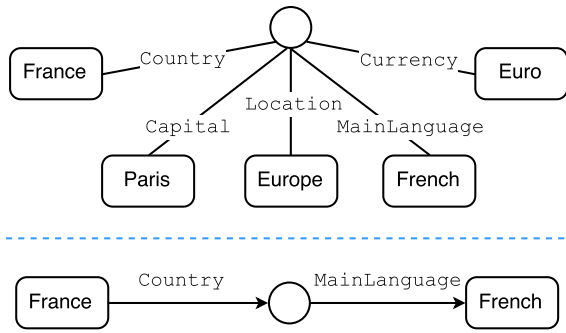 Country
Currency
France
Euro
Location
Capital
MainLanguage
Paris
Europe
French
Country
MainLanguage
France
French